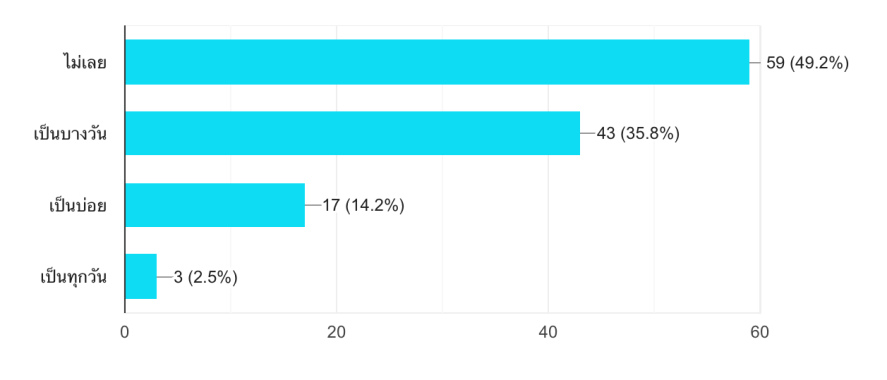 ไม่เลย 59 (49.2%)
เป็นบางวัน 43 (35.8%)
เป็นบ่อย 17 (14.2%)
เป็นทุกวัน 3 (2.5%)
0 20 40 60